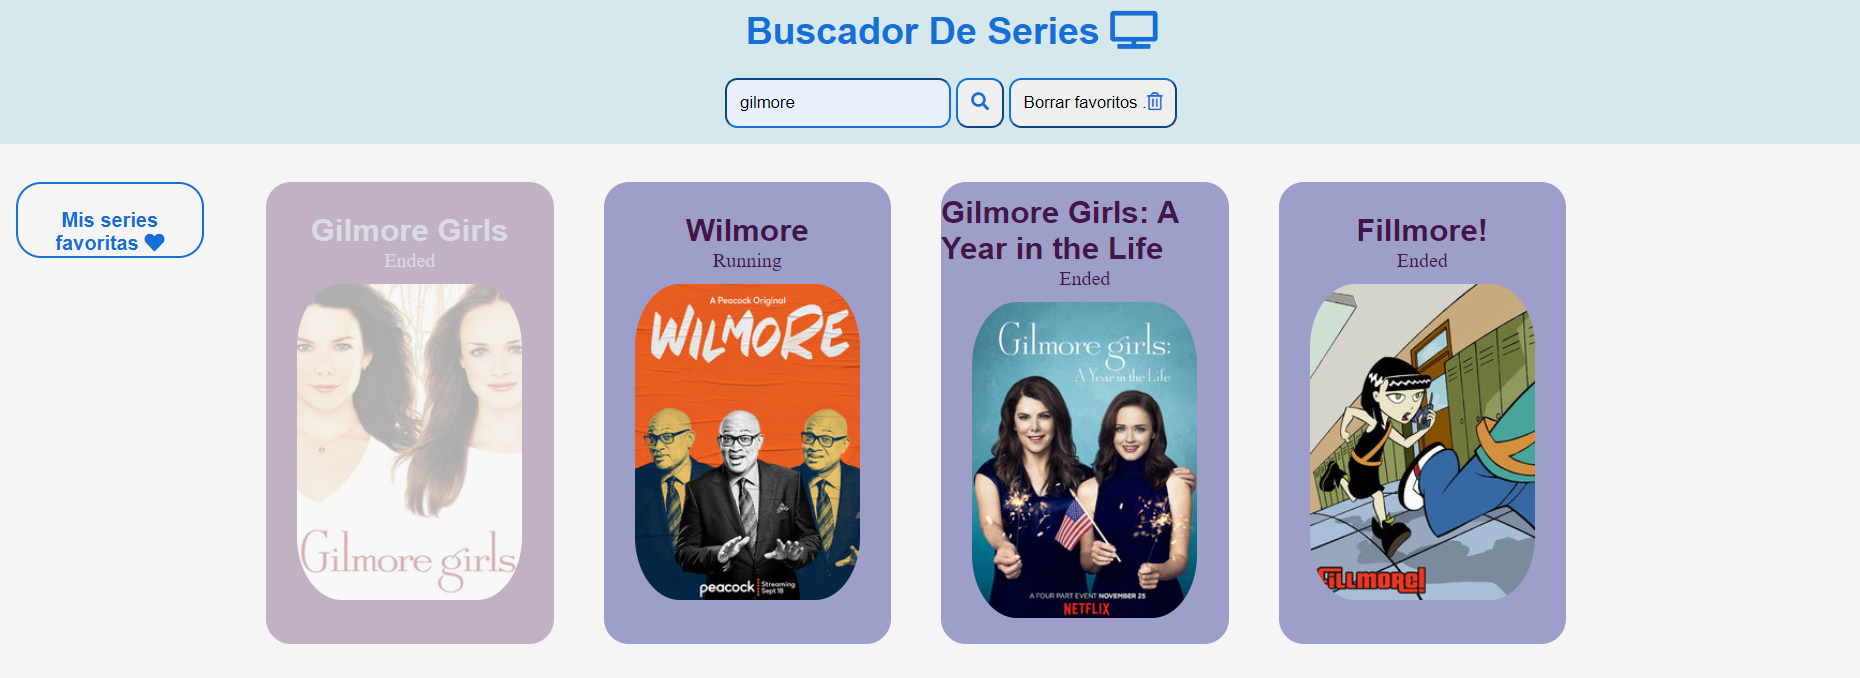 Buscador De Series
gilmore
Borrar favoritos .
Mis series
favoritas
Gilmore Girls
Ended
Gilmore girls
Wilmore
Running
A Peacock Original
WILMORE
peacock
Streaming
Sept 18
Gilmore Girls: A
Year in the Life
Ended
Gilmore girls:
A Year in the Life
A FOUR PART EVENT NOVEMBER 25
NETFLIX
Fillmore!
Ended
FILLMORE!